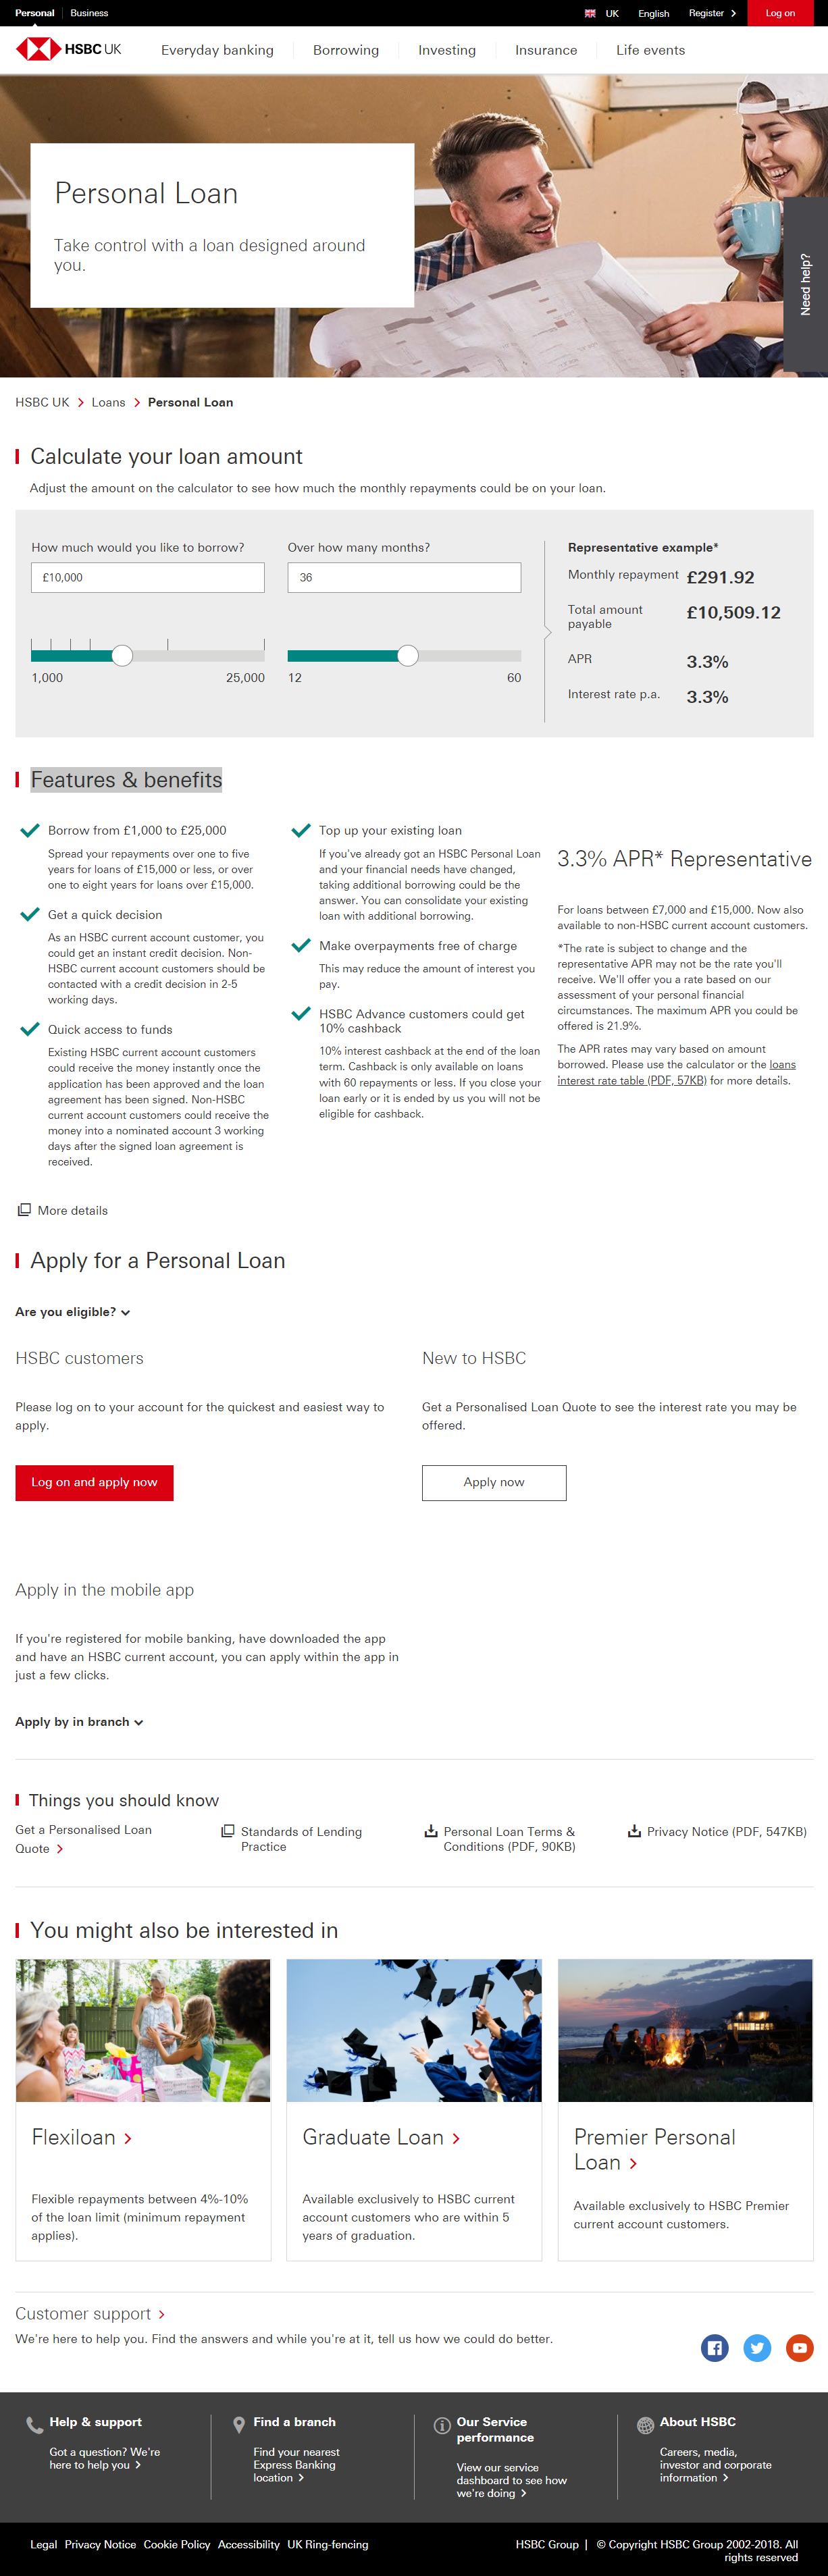 Personal
Business
UK
English
Register
Log on
HSBC UK
Everyday banking
Borrowing
Investing
Insurance
Life events
Personal Loan
Take control with a loan designed around
you.
Need help?
HSBC UK
Loans
Personal Loan
Calculate your loan amount
Adjust the amount on the calculator to see how much the monthly repayments could be on your loan.
How much would you like to borrow?
£10,000
1,000
25,000
Over how many months?
36
12
60
Representative example*
Monthly repayment £291.92
Total amount
payable
£10,509.12
APR 3.3%
Interest rate p.a. 3.3%
Features & benefits
Borrow from £1,000 to £25,000
Spread your repayments over one to five
years for loans of £15,000 or less, or over
one to eight years for loans over £15,000.
Get a quick decision
As an HSBC current account customer, you
could get an instant credit decision. Non-
HSBC current account customers should be
contacted with a credit decision in 2-5
working days.
Quick access to funds
Existing HSBC current account customers
could receive the money instantly once the
application has been approved and the loan
agreement has been signed. Non-HSBC
current account customers could receive the
money into a nominated account 3 working
days after the signed loan agreement is
received.
Top up your existing loan
If you've already got an HSBC Personal Loan
and your financial needs have changed,
taking additional borrowing could be the
answer. You can consolidate your existing
loan with additional borrowing.
Make overpayments free of charge
This may reduce the amount of interest you
pay.
HSBC Advance customers could get
10% cashback
10% interest cashback at the end of the loan
term. Cashback is only available on loans
with 60 repayments or less. If you close your
loan early or it is ended by us you will not be
eligible for cashback.
3.3% APR* Representative
For loans between £7,000 and £15,000. Now also
available to non-HSBC current account customers.
*The rate is subject to change and the
representative APR may not be the rate you'll
receive. We'll offer you a rate based on our
assessment of your personal financial
circumstances. The maximum APR you could be
offered is 21.9%.
The APR rates may vary based on amount
borrowed. Please use the calculator or the loans
interest rate table (PDF, 57KB) for more details.
More details
Apply for a Personal Loan
Are you eligible?
HSBC customers
Please log on to your account for the quickest and easiest way to
apply.
Log on and apply now
New to HSBC
Get a Personalised Loan Quote to see the interest rate you may be
offered.
Apply now
Apply in the mobile app
If you're registered for mobile banking, have downloaded the app
and have an HSBC current account, you can apply within the app in
just a few clicks.
Apply by in branch
Things you should know
Get a Personalised Loan
Quote
Standards of Lending
Practice
Personal Loan Terms &
Conditions (PDF, 90KB)
Privacy Notice (PDF, 547KB)
You might also be interested in
Flexiloan
Flexible repayments between 4%-10%
of the loan limit (minimum repayment
applies).
Graduate Loan
Available exclusively to HSBC current
account customers who are within 5
years of graduation.
Premier Personal
Loan
Available exclusively to HSBC Premier
current account customers.
Customer support
We're here to help you. Find the answers and while you're at it, tell us how we could do better.
Help & support
Got a question? We're
here to help you
Find a branch
Find your nearest
Express Banking
location
Our Service
performance
View our service
dashboard to see how
we're doing
About HSBC
Careers, media,
investor and corporate
information
Legal Privacy Notice Cookie Policy Accessibility UK Ring-fencing
HSBC Group | © Copyright HSBC Group 2002-2018. All
rights reserved